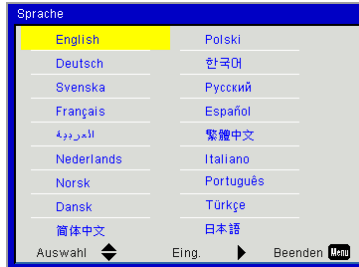 Sprache
English Polski
Deutsch 한국어
Svenska Русский
Français Español
العربية 繁體中文
Nederlands Italiano
Norsk Português
Dansk Türkçe
简体中文 日本語
Auswahl Eing. Beenden Menu